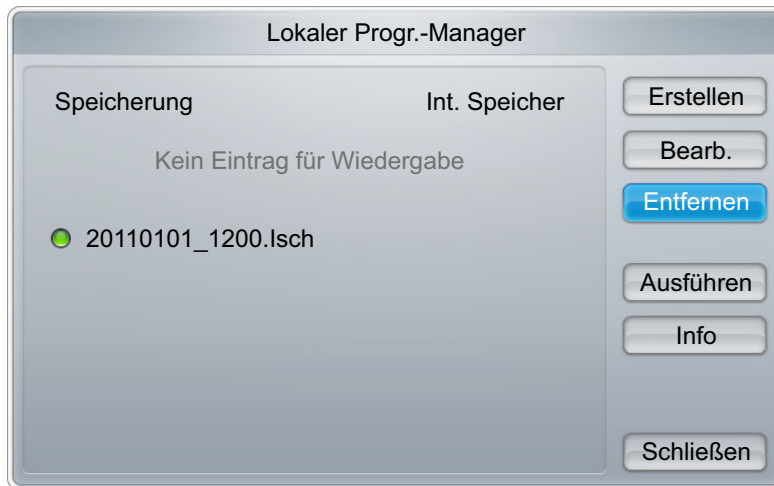 Lokaler Progr.-Manager
Speicherung Int. Speicher
Kein Eintrag für Wiedergabe
20110101_1200.lsch
Erstellen
Bearb.
Entfernen
Ausführen
Info
Schließen